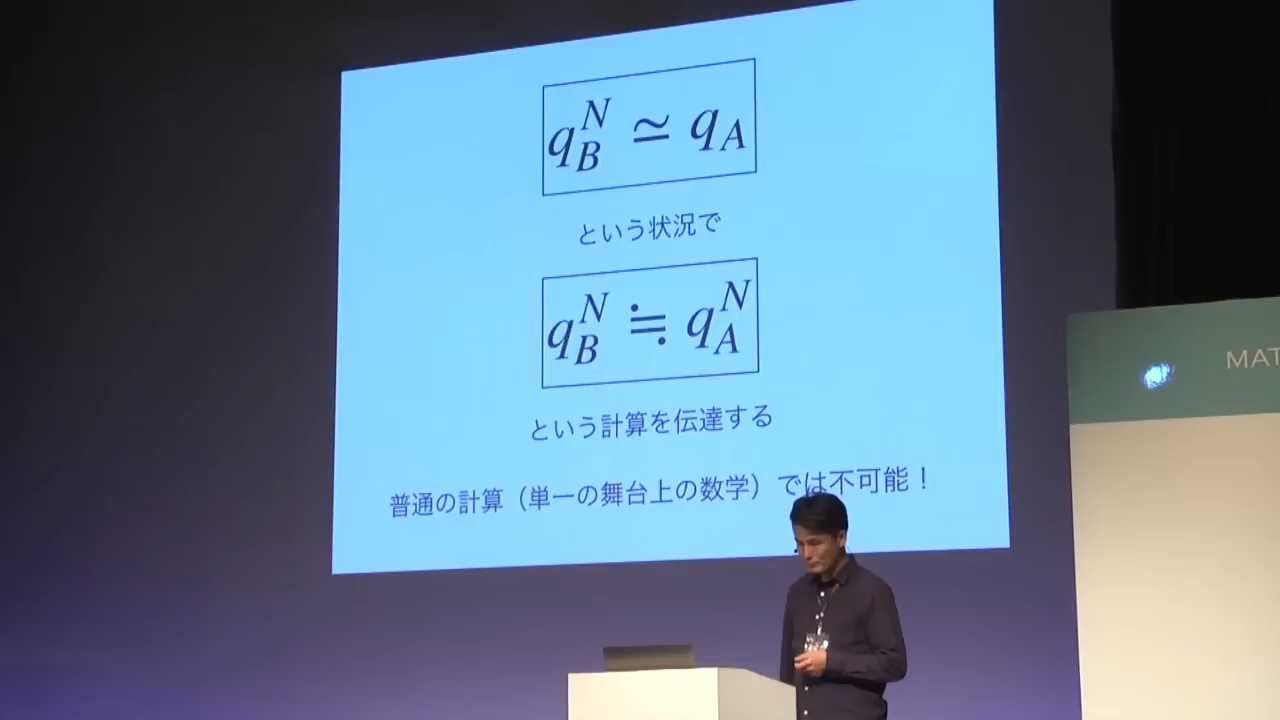 q_B^N ≃ q_A
という状況で
q_B^N ≒ q_A^N
という計算を伝達する
普通の計算（単一の舞台上の数学）では不可能！
MAT